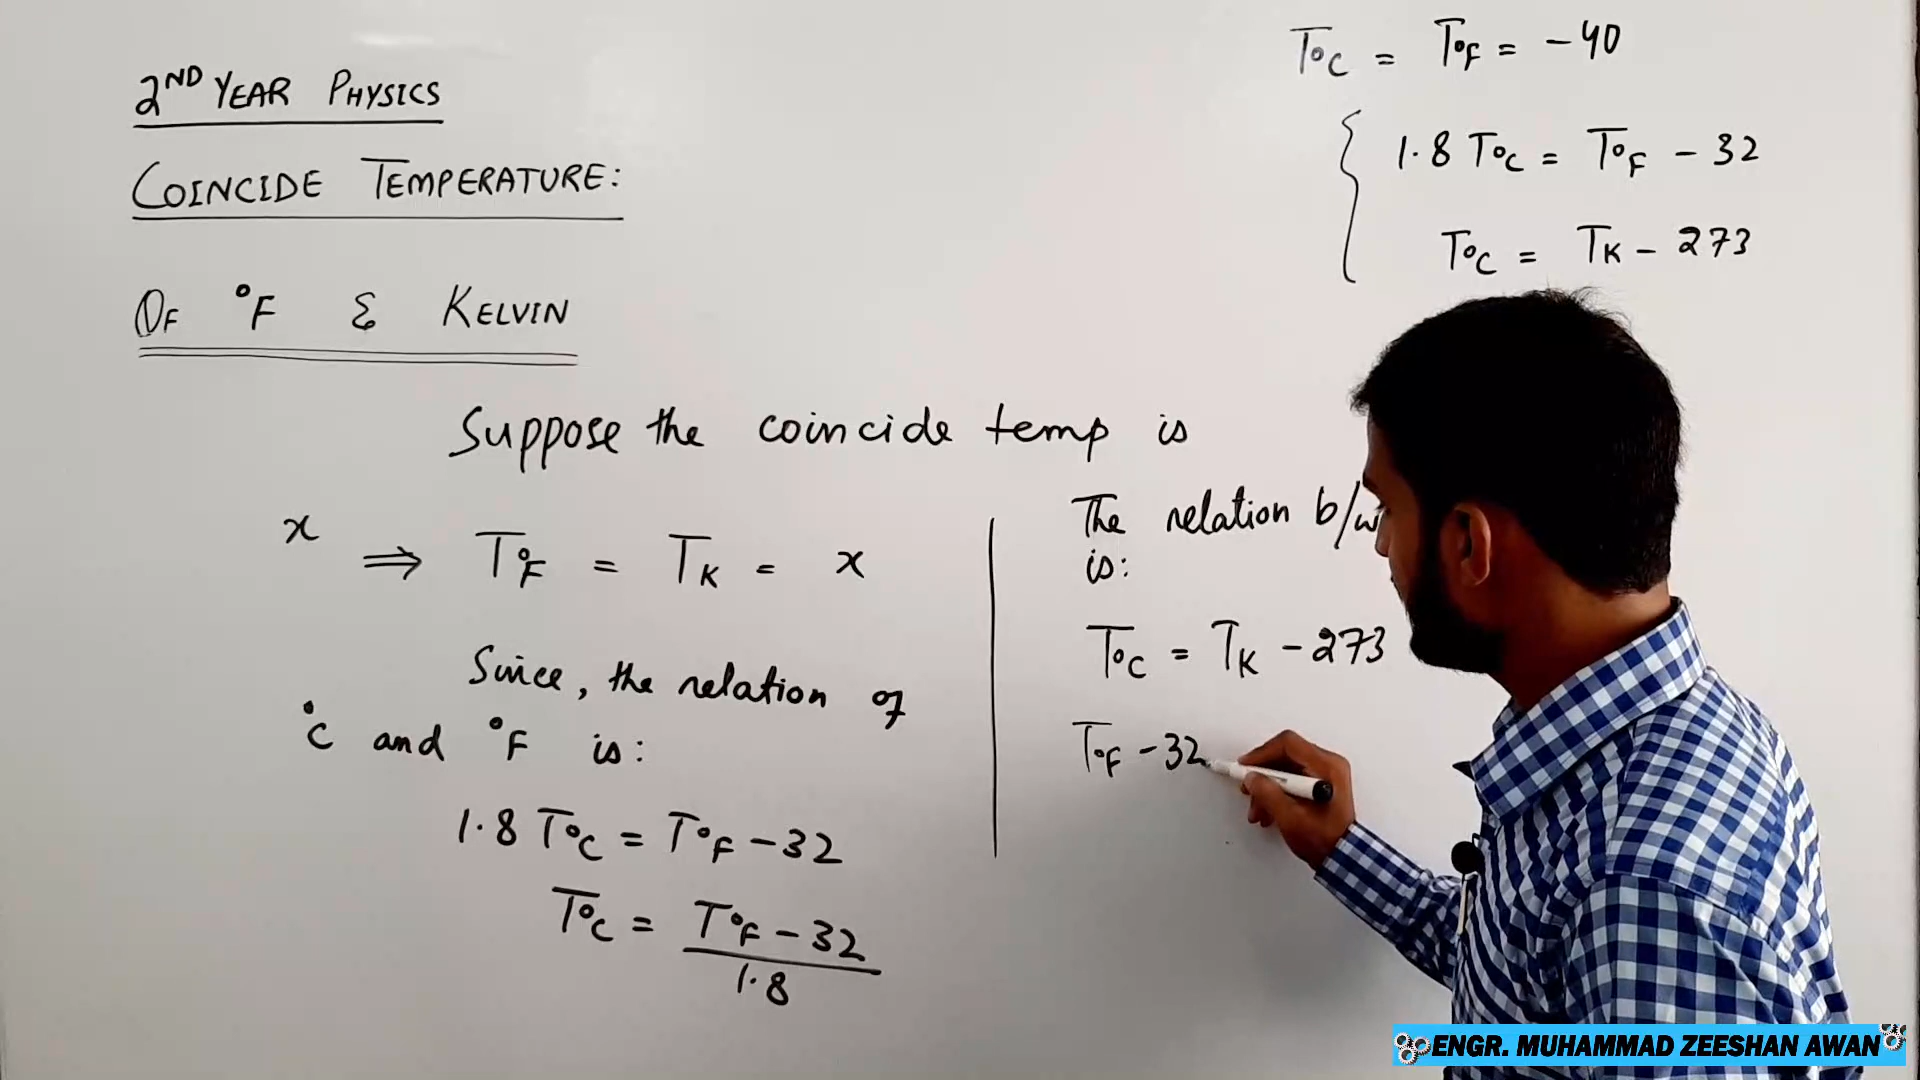 2ND YEAR PHYSICS
COINCIDE TEMPERATURE:
OF °F & KELVIN
T°C = T°F = -40
1.8 T°C = T°F - 32
T°C = TK - 273
Suppose the coincide temp is
x ⇒ T°F = TK = x
Since, the relation of
°C and °F is:
1.8 T°C = T°F - 32
T°C = T°F - 32
1.8
The relation b/w
is:
T°C = TK - 273
T°F - 32
ENGR. MUHAMMAD ZEESHAN AWAN